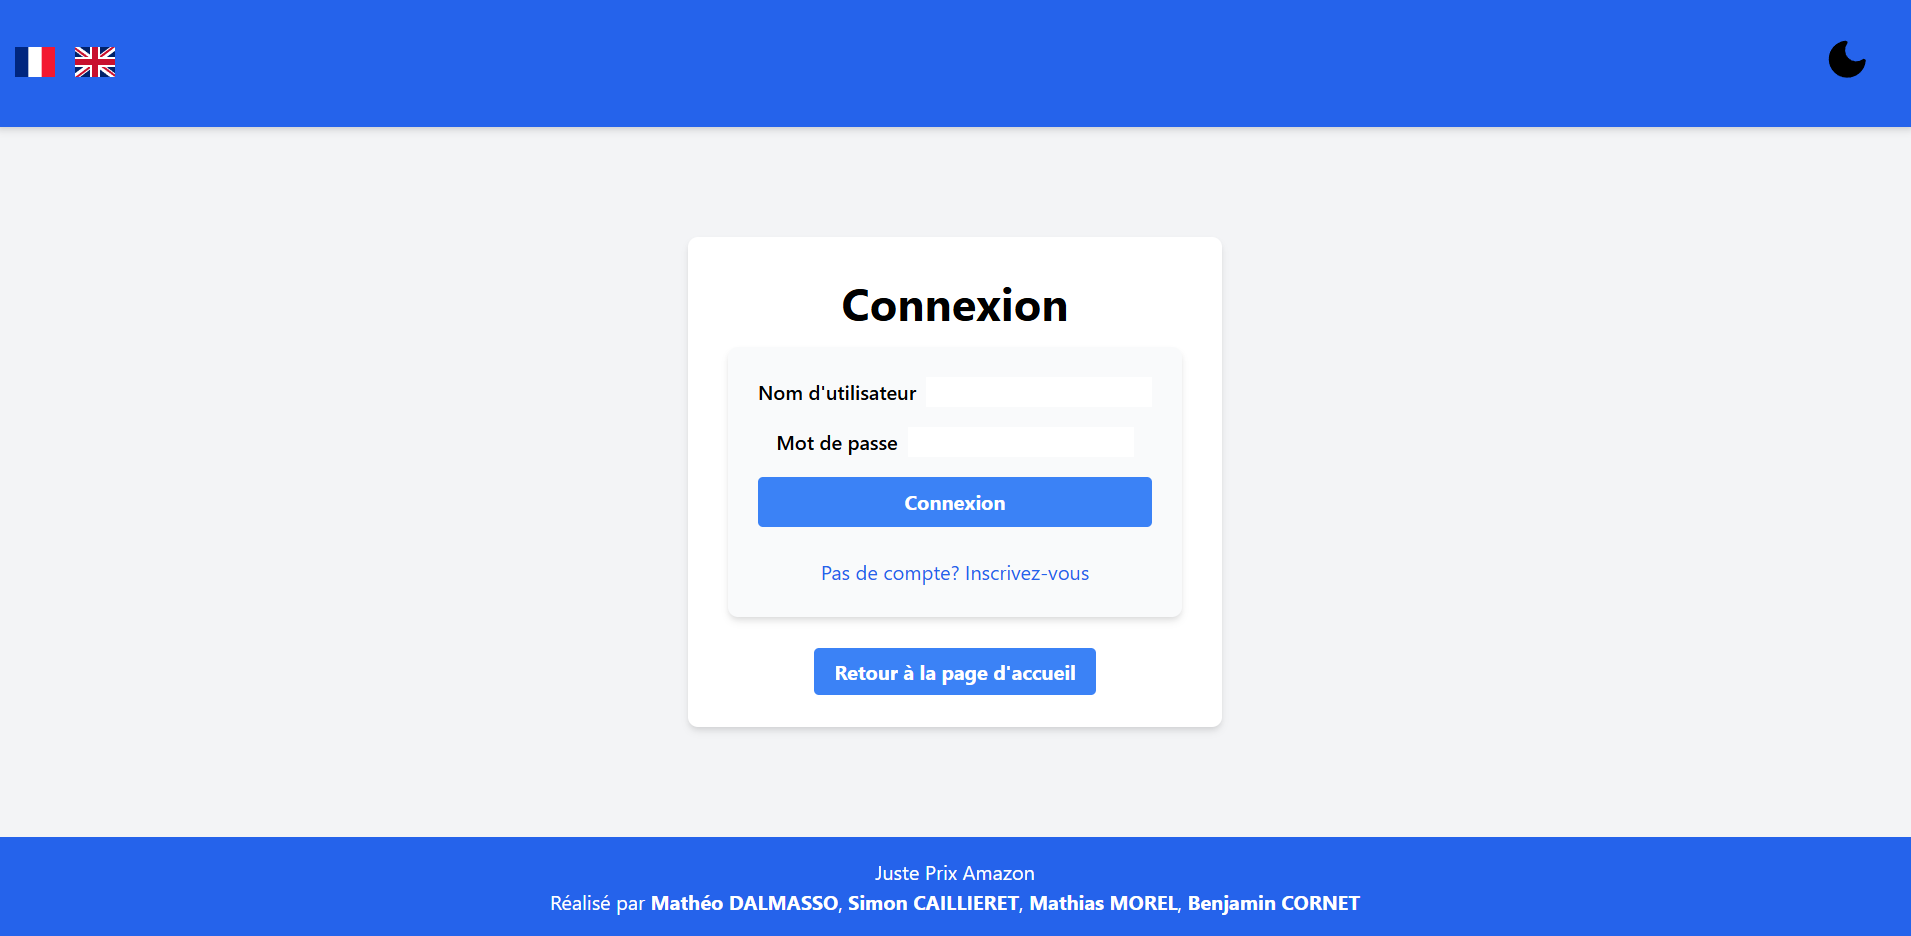 Connexion
Nom d'utilisateur
Mot de passe
Connexion
Pas de compte? Inscrivez-vous
Retour à la page d'accueil
Juste Prix Amazon
Réalisé par Mathéo DALMASSO, Simon CAILLIERET, Mathias MOREL, Benjamin CORNET